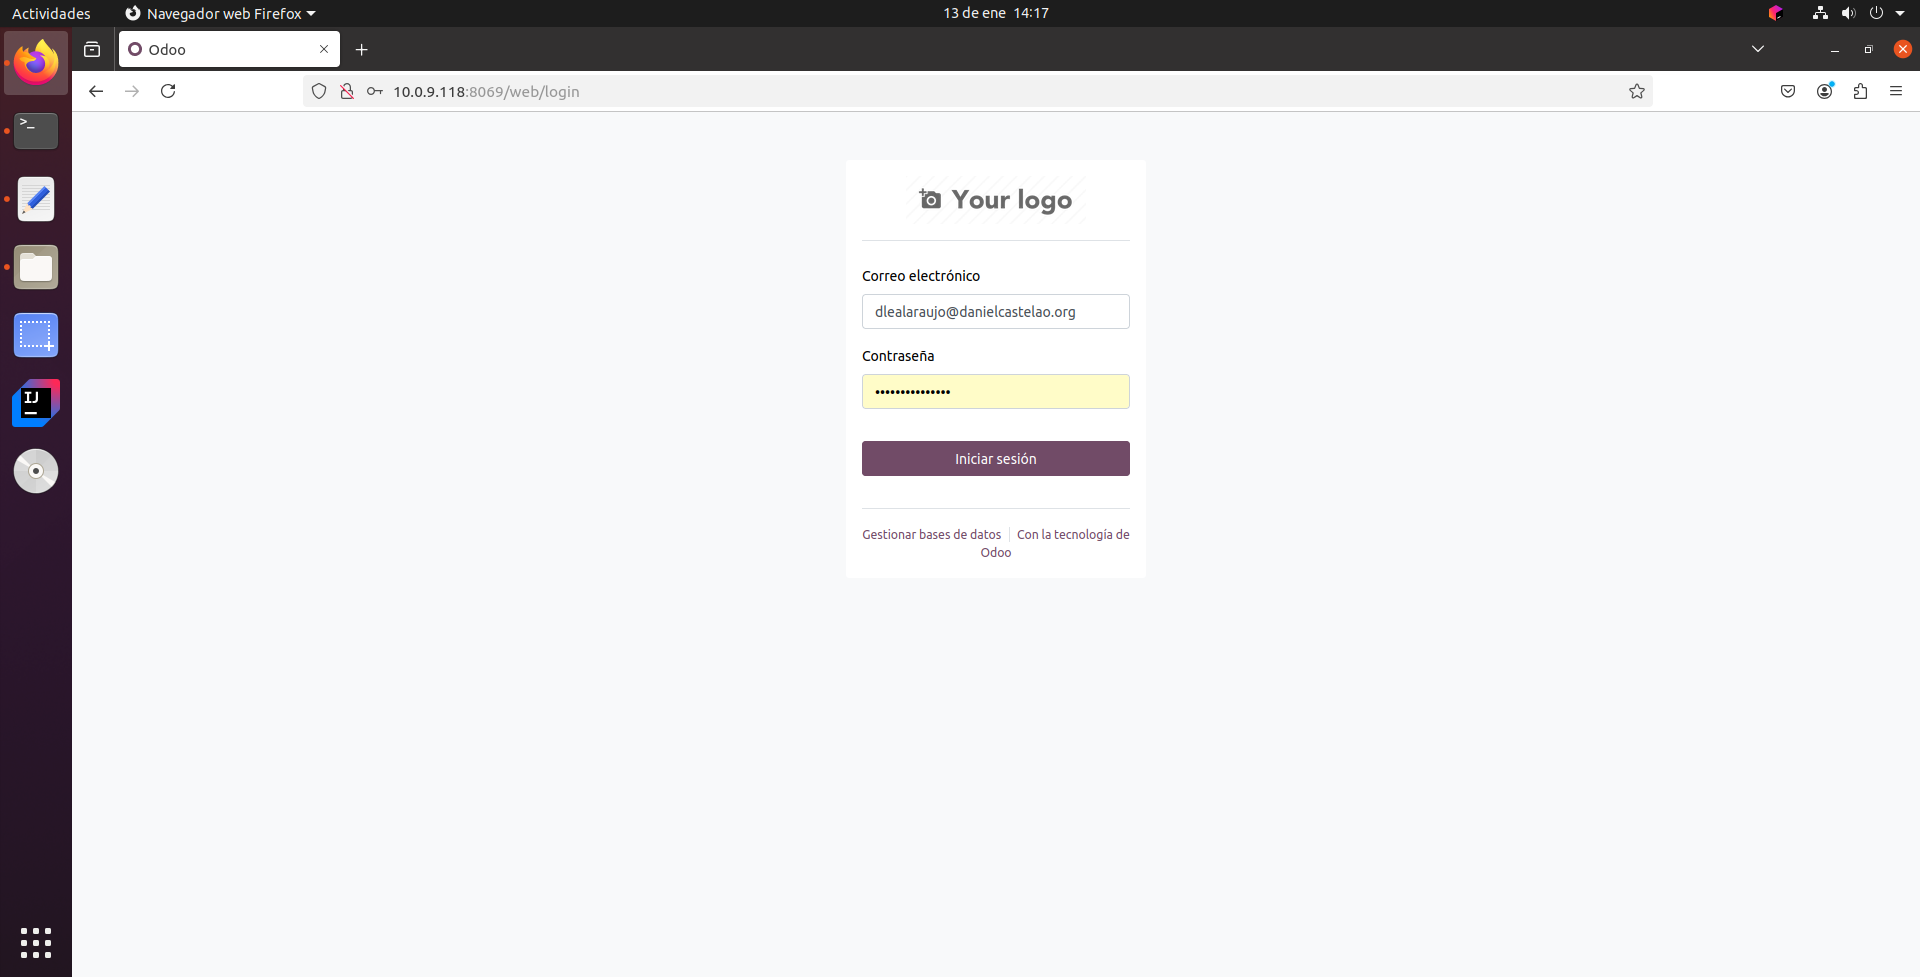 Actividades
Navegador web Firefox
13 de ene 14:17
Odoo
10.0.9.118:8069/web/login
>_
IJ
Your logo
Correo electrónico
dlealaraujo@danielcastelao.org
Contraseña
•••••••••••••••
Iniciar sesión
Gestionar bases de datos
Con la tecnología de
Odoo